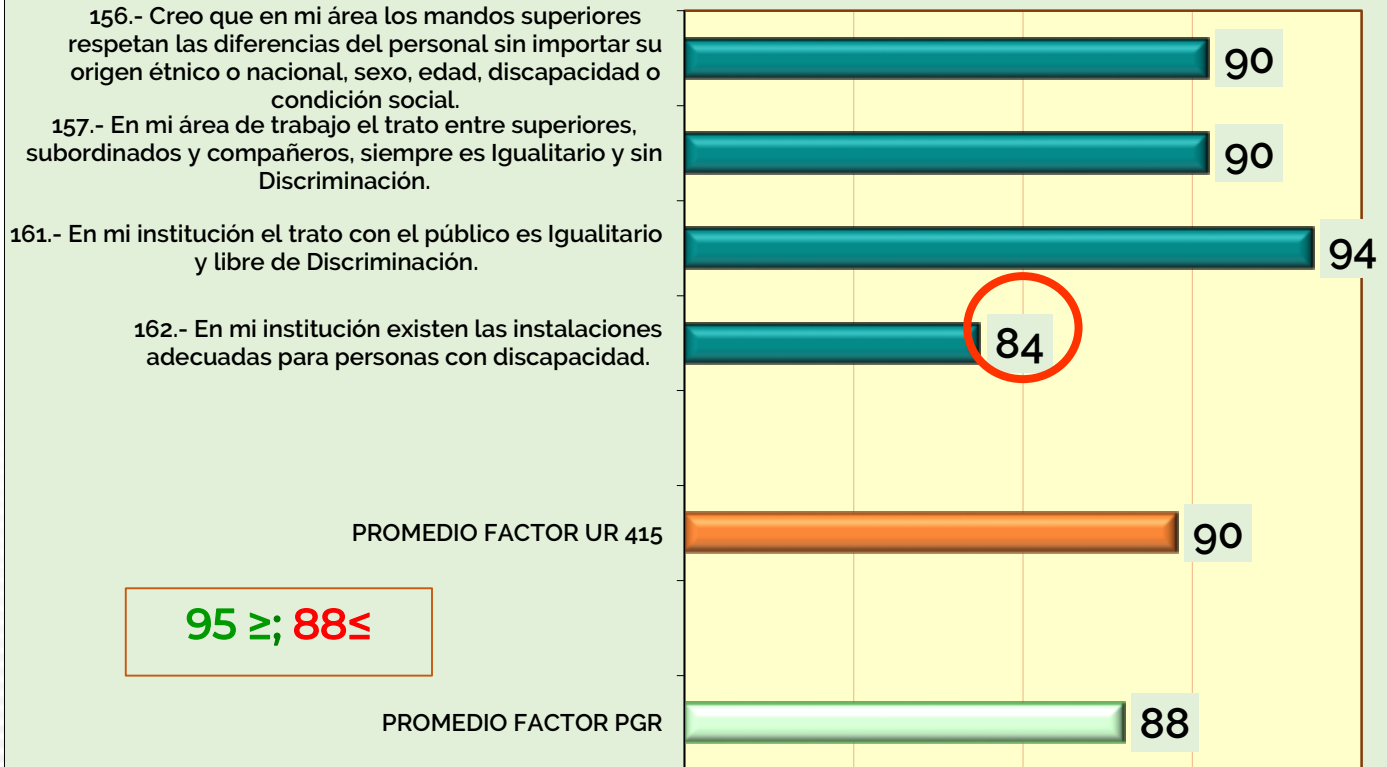 156.- Creo que en mi área los mandos superiores
respetan las diferencias del personal sin importar su
origen étnico o nacional, sexo, edad, discapacidad o
condición social.
90
157.- En mi área de trabajo el trato entre superiores,
subordinados y compañeros, siempre es Igualitario y sin
Discriminación.
90
161.- En mi institución el trato con el público es Igualitario
y libre de Discriminación.
94
162.- En mi institución existen las instalaciones
adecuadas para personas con discapacidad.
84
PROMEDIO FACTOR UR 415
90
95 ≥; 88≤
PROMEDIO FACTOR PGR
88